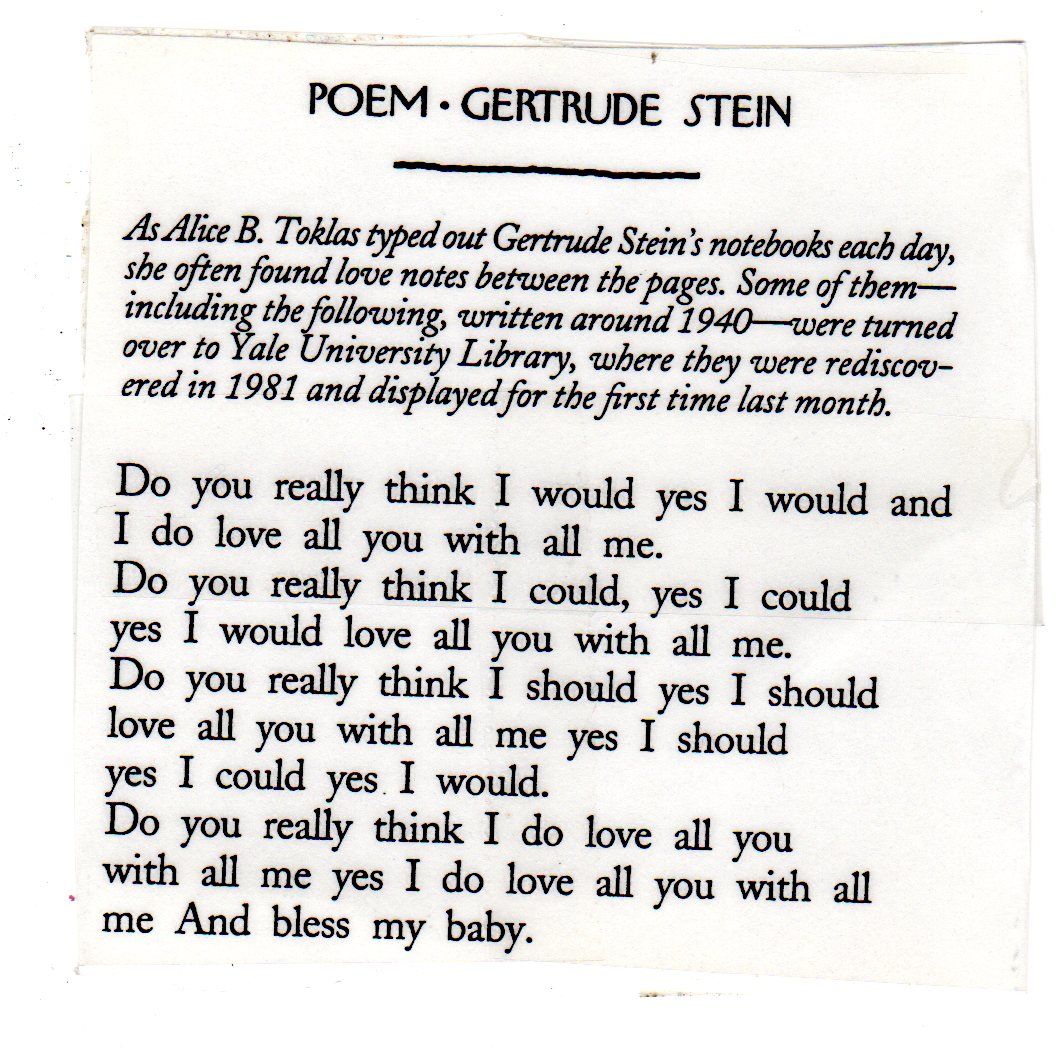 POEM • GERTRUDE STEIN
As Alice B. Toklas typed out Gertrude Stein's notebooks each day,
she often found love notes between the pages. Some of them—
including the following, written around 1940—were turned
over to Yale University Library, where they were rediscov-
ered in 1981 and displayed for the first time last month.
Do you really think I would yes I would and
I do love all you with all me.
Do you really think I could, yes I could
yes I would love all you with all me.
Do you really think I should yes I should
love all you with all me yes I should
yes I could yes I would.
Do you really think I do love all you
with all me yes I do love all you with all
me And bless my baby.